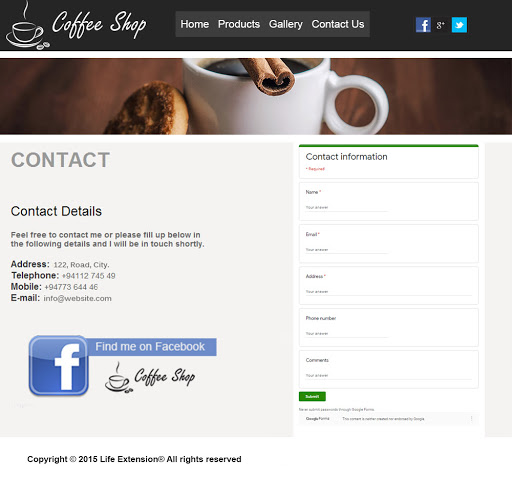 Coffee Shop
Home Products Gallery Contact Us
f g+
CONTACT
Contact Details
Feel free to contact me or please fill up below in
the following details and I will be in touch shortly.
Address: 122, Road, City.
Telephone: +94112 745 49
Mobile: +94773 644 46
E-mail: info@website.com
f
Find me on Facebook
Coffee Shop
Contact information
* Required
Name *
Your answer
Email *
Your answer
Address *
Your answer
Phone number
Your answer
Comments
Your answer
Submit
Never submit passwords through Google Forms.
Google Forms This content is neither created nor endorsed by Google.
Copyright © 2015 Life Extension® All rights reserved